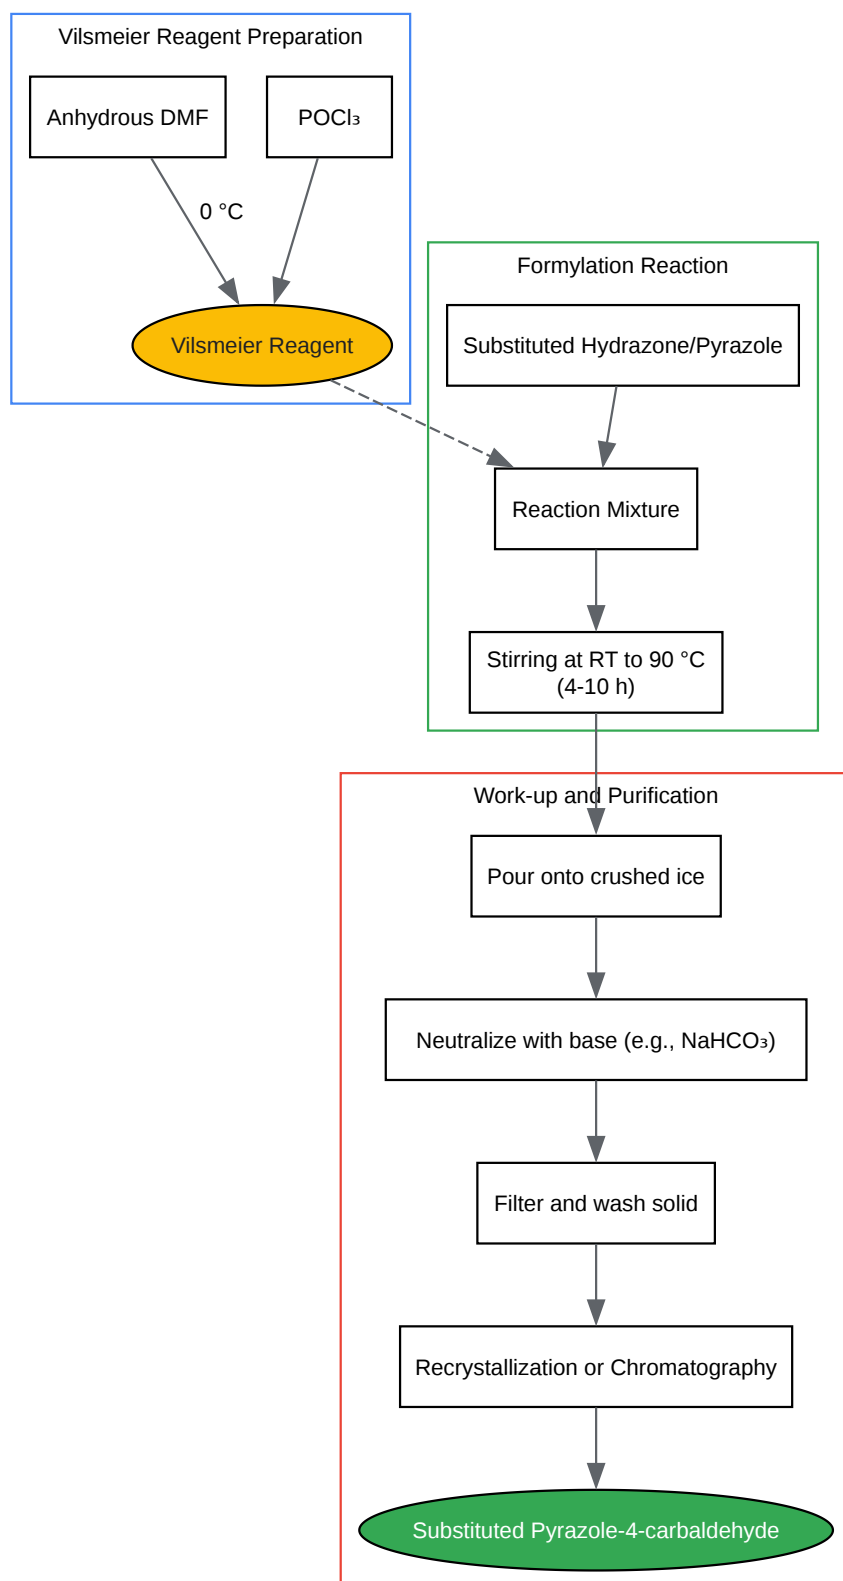 Vilsmeier Reagent Preparation
Anhydrous DMF
POCl₃
0 °C
Vilsmeier Reagent
Formylation Reaction
Substituted Hydrazone/Pyrazole
Reaction Mixture
Stirring at RT to 90 °C
(4-10 h)
Work-up and Purification
Pour onto crushed ice
Neutralize with base (e.g., NaHCO₃)
Filter and wash solid
Recrystallization or Chromatography
Substituted Pyrazole-4-carbaldehyde